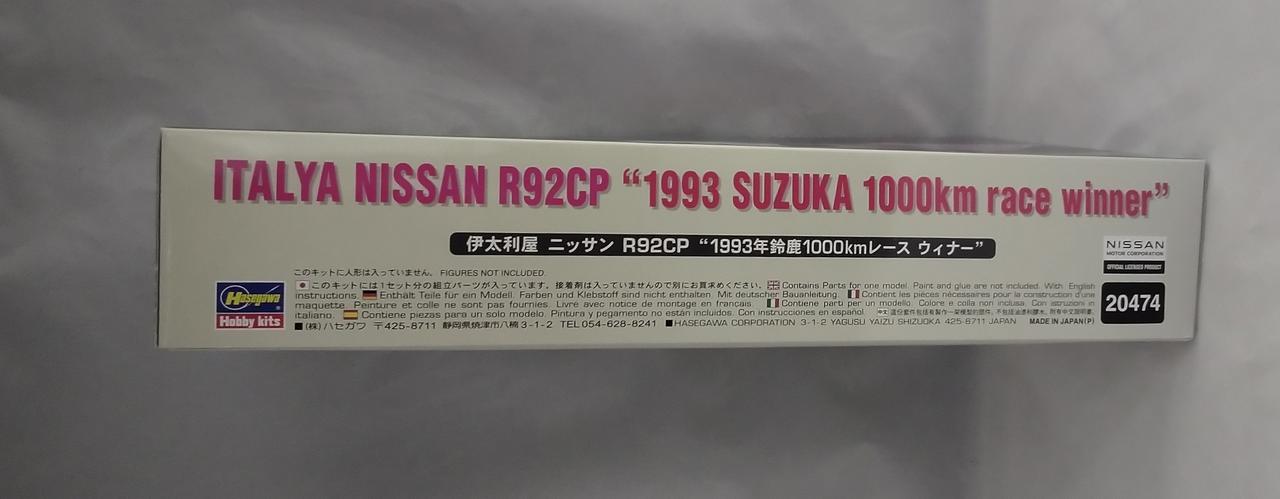 ITALYA NISSAN R92CP “1993 SUZUKA 1000km race winner”
伊太利屋 ニッサン R92CP “1993年鈴鹿1000kmレース ウィナー”
NISSAN
MOTOR CORPORATION
OFFICIAL LICENSED PRODUCT
このキットに人形は入っていません。 FIGURES NOT INCLUDED.
このキットには1セット分の組立パーツが入っています。接着剤は入っていませんので別にお買求めください。 Contains Parts for one model. Paint and glue are not included. With English
instructions. Enthält Teile für ein Modell. Farben und Klebstoff sind nicht enthalten. Mit deutscher Bauanleitung. Contient les pièces nécessaires pour la construction d'une
maquette. Peinture et colle ne sont pas fournies. Livré avec notice de montage en français. Contiene parti per un modello. Colore e colla non inclusa. Con istruzioni in
italiano. Contiene piezas para un solo modelo. Pintura y pegamento no están incluidos. Con instrucciones en español. 中文
■(株)ハセガワ 〒425-8711 静岡県焼津市八楠3-1-2 TEL 054-628-8241 ■HASEGAWA CORPORATION 3-1-2 YAGUSU YAIZU SHIZUOKA 425-8711 JAPAN MADE IN JAPAN(P)
Hasegawa
Hobby kits
20474